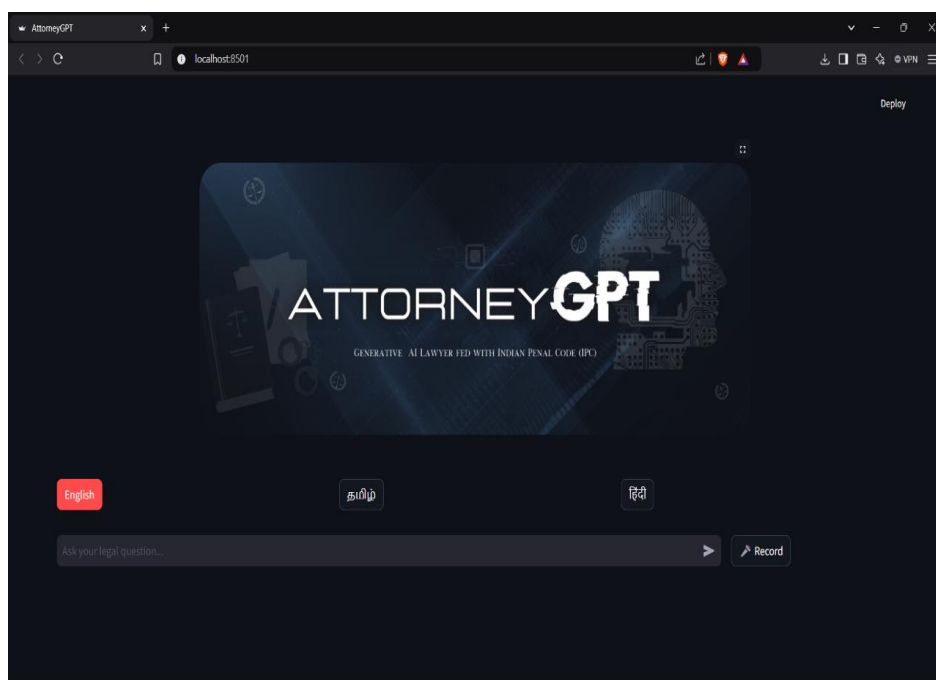 AttorneyGPT
localhost:8501
VPN
Deploy
ATTORNEYGPT
GENERATIVE AI LAWYER FED WITH INDIAN PENAL CODE (IPC)
English
தமிழ்
हिंदी
Ask your legal question...
Record